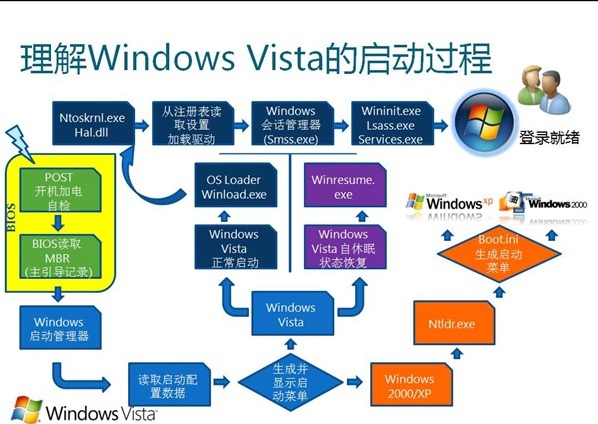 理解Windows Vista的启动过程
Ntoskrnl.exe
Hal.dll
从注册表读
取设置
加载驱动
Windows
会话管理器
(Smss.exe)
Wininit.exe
Lsass.exe
Services.exe
登录就绪
BIOS
POST
开机加电
自检
BIOS读取
MBR
(主引导记录)
Windows
启动管理器
读取启动配
置数据
生成并
显示启
动菜单
Windows
Vista
Windows
Vista
正常启动
OS Loader
Winload.exe
Windows
Vista 自休眠
状态恢复
Winresume.
exe
Windows
2000/XP
Ntldr.exe
Boot.ini
生成启动
菜单
Microsoft
Windows xp
Windows 2000
Windows Vista